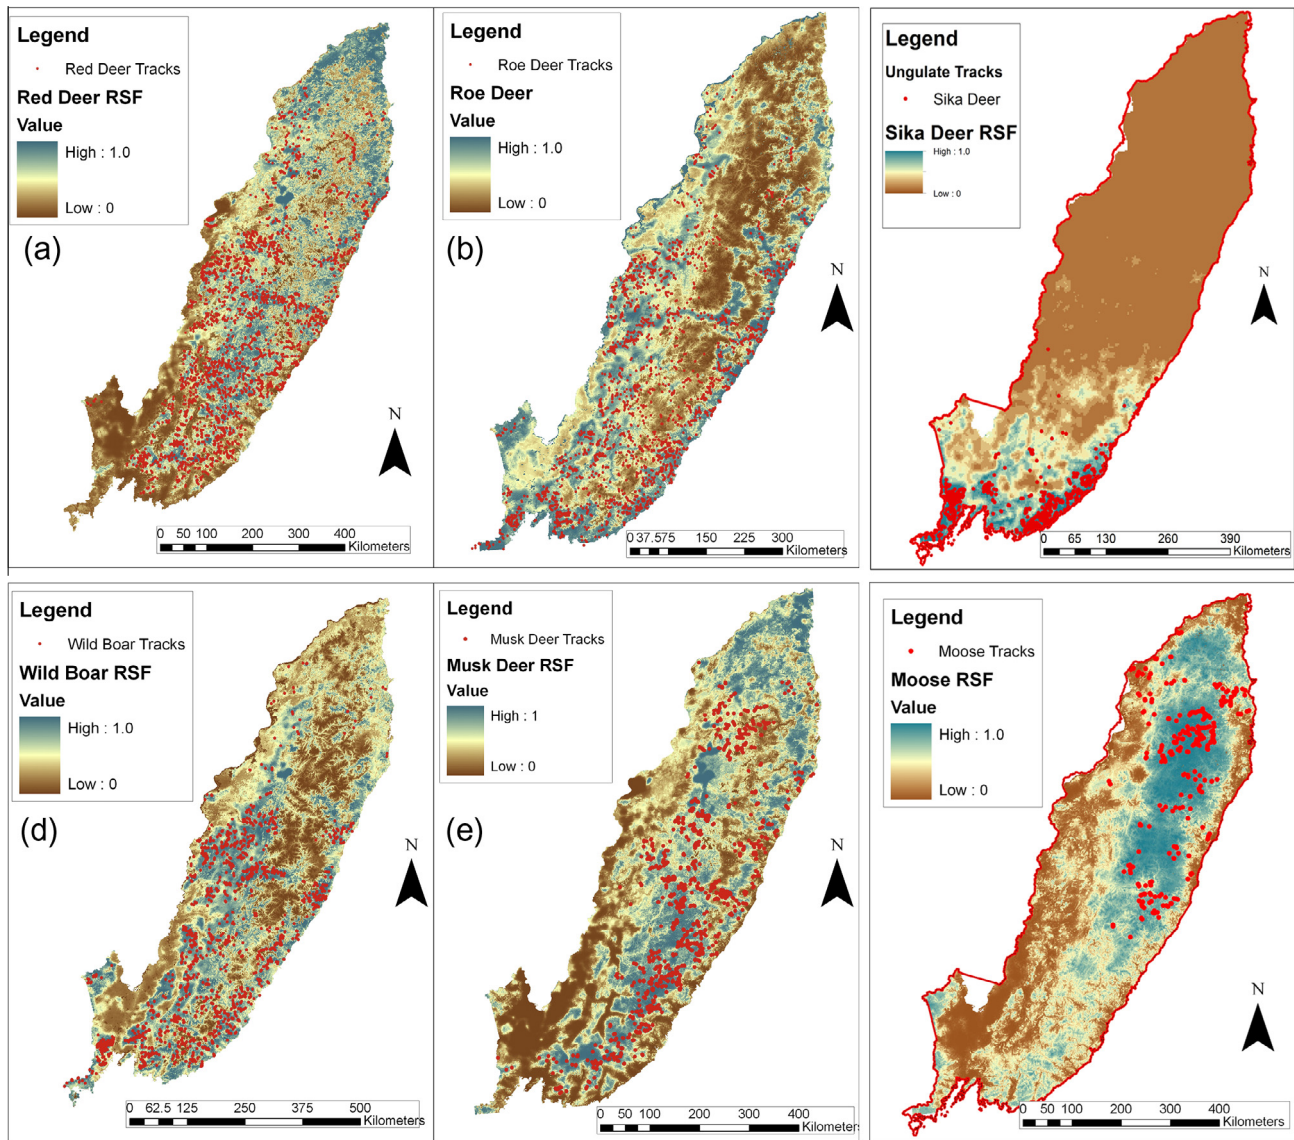 Legend
Red Deer Tracks
Red Deer RSF
Value
High : 1.0
Low : 0
(a)
N
0 50 100 200 300 400
Kilometers
Legend
Roe Deer Tracks
Roe Deer
Value
High : 1.0
Low : 0
(b)
N
0 37.575 150 225 300
Kilometers
Legend
Ungulate Tracks
Sika Deer
Sika Deer RSF
High : 1.0
Low : 0
N
0 65 130 260 390
Kilometers
Legend
Wild Boar Tracks
Wild Boar RSF
Value
High : 1.0
Low : 0
(d)
N
0 62.5 125 250 375 500
Kilometers
Legend
Musk Deer Tracks
Musk Deer RSF
Value
High : 1
Low : 0
(e)
N
0 50 100 200 300 400
Kilometers
Legend
Moose Tracks
Moose RSF
Value
High : 1.0
Low : 0
N
0 50 100 200 300 400
Kilometers